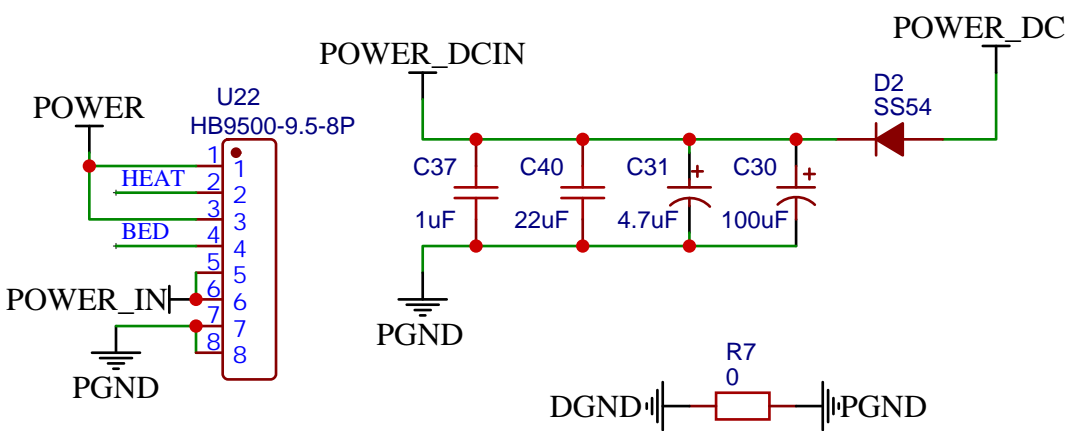 POWER_DC
POWER_DCIN
D2
SS54
POWER
U22
HB9500-9.5-8P
1
1
HEAT
2
2
3
3
BED
4
4
5
5
POWER_IN
6
6
7
7
8
8
PGND
C37
1uF
C40
22uF
C31
+
4.7uF
C30
+
100uF
PGND
R7
0
DGND
PGND